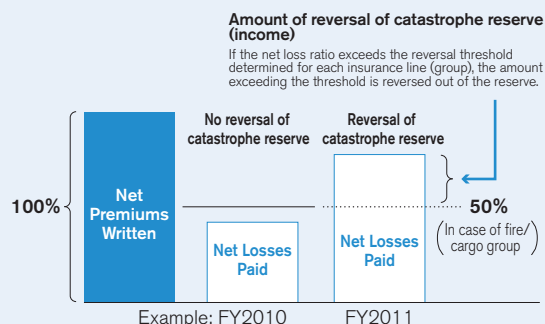 Amount of reversal of catastrophe reserve
(income)
If the net loss ratio exceeds the reversal threshold
determined for each insurance line (group), the amount
exceeding the threshold is reversed out of the reserve.
No reversal of
catastrophe reserve
Reversal of
catastrophe reserve
100%
Net
Premiums
Written
Net Losses
Paid
Net Losses
Paid
50%
(In case of fire/
cargo group)
Example: FY2010
FY2011